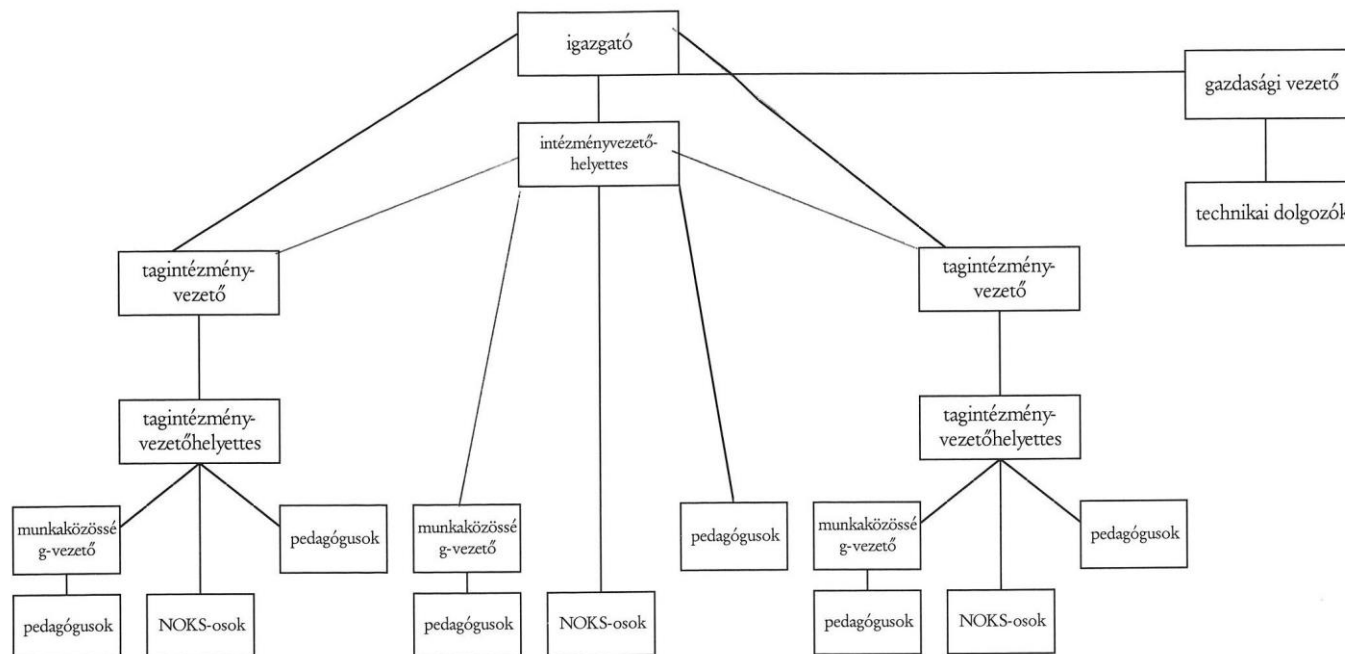 igazgató
gazdasági vezető
intézményvezető-
helyettes
technikai dolgozók
tagintézmény-
vezető
tagintézmény-
vezető
tagintézmény-
vezetőhelyettes
tagintézmény-
vezetőhelyettes
munkaközössé
g-vezető
pedagógusok
munkaközössé
g-vezető
pedagógusok
munkaközössé
g-vezető
pedagógusok
pedagógusok
NOKS-osok
pedagógusok
NOKS-osok
pedagógusok
NOKS-osok